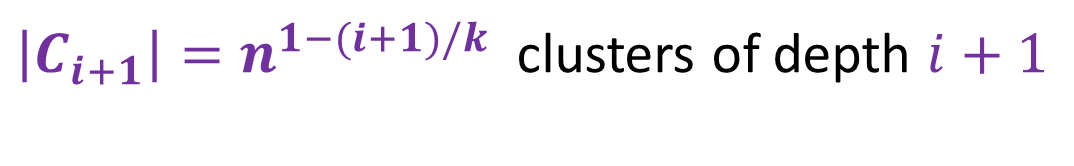 |C_{i+1}| = n^{1−(i+1)/k} clusters of depth i + 1